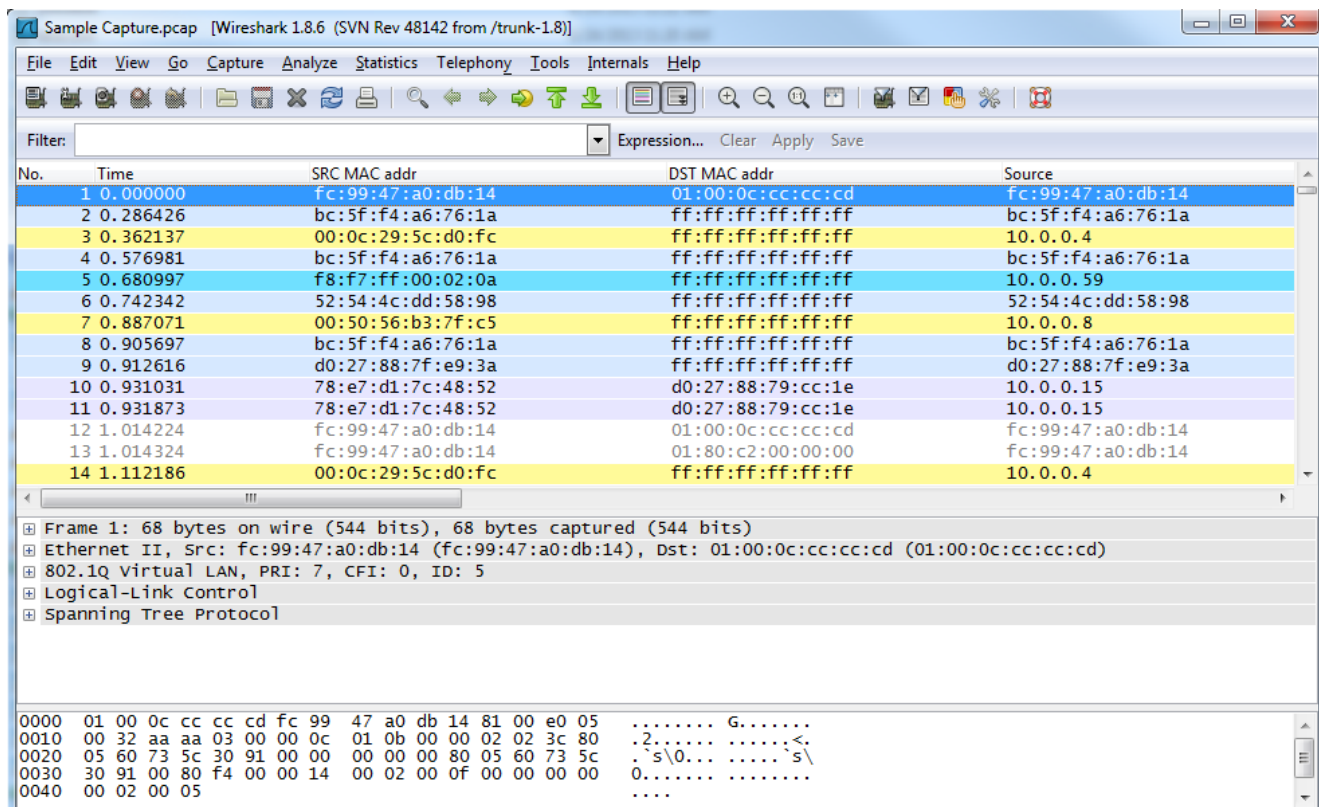 Sample Capture.pcap [Wireshark 1.8.6 (SVN Rev 48142 from /trunk-1.8)]
File Edit View Go Capture Analyze Statistics Telephony Tools Internals Help
Filter: Expression... Clear Apply Save
No. Time SRC MAC addr DST MAC addr Source
1 0.000000 fc:99:47:a0:db:14 01:00:0c:cc:cc:cd fc:99:47:a0:db:14
2 0.286426 bc:5f:f4:a6:76:1a ff:ff:ff:ff:ff:ff bc:5f:f4:a6:76:1a
3 0.362137 00:0c:29:5c:d0:fc ff:ff:ff:ff:ff:ff 10.0.0.4
4 0.576981 bc:5f:f4:a6:76:1a ff:ff:ff:ff:ff:ff bc:5f:f4:a6:76:1a
5 0.680997 f8:f7:ff:00:02:0a ff:ff:ff:ff:ff:ff 10.0.0.59
6 0.742342 52:54:4c:dd:58:98 ff:ff:ff:ff:ff:ff 52:54:4c:dd:58:98
7 0.887071 00:50:56:b3:7f:c5 ff:ff:ff:ff:ff:ff 10.0.0.8
8 0.905697 bc:5f:f4:a6:76:1a ff:ff:ff:ff:ff:ff bc:5f:f4:a6:76:1a
9 0.912616 d0:27:88:7f:e9:3a ff:ff:ff:ff:ff:ff d0:27:88:7f:e9:3a
10 0.931031 78:e7:d1:7c:48:52 d0:27:88:79:cc:1e 10.0.0.15
11 0.931873 78:e7:d1:7c:48:52 d0:27:88:79:cc:1e 10.0.0.15
12 1.014224 fc:99:47:a0:db:14 01:00:0c:cc:cc:cd fc:99:47:a0:db:14
13 1.014324 fc:99:47:a0:db:14 01:80:c2:00:00:00 fc:99:47:a0:db:14
14 1.112186 00:0c:29:5c:d0:fc ff:ff:ff:ff:ff:ff 10.0.0.4
Frame 1: 68 bytes on wire (544 bits), 68 bytes captured (544 bits)
Ethernet II, Src: fc:99:47:a0:db:14 (fc:99:47:a0:db:14), Dst: 01:00:0c:cc:cc:cd (01:00:0c:cc:cc:cd)
802.1Q Virtual LAN, PRI: 7, CFI: 0, ID: 5
Logical-Link Control
Spanning Tree Protocol
0000 01 00 0c cc cc cd fc 99 47 a0 db 14 81 00 e0 05 ........ G.......
0010 00 32 aa aa 03 00 00 0c 01 0b 00 00 02 02 3c 80 .2...... ......<.
0020 05 60 73 5c 30 91 00 00 00 00 00 80 05 60 73 5c .`s\0... .....`s\
0030 30 91 00 80 f4 00 00 14 00 02 00 0f 00 00 00 00 0....... ........
0040 00 02 00 05 ....